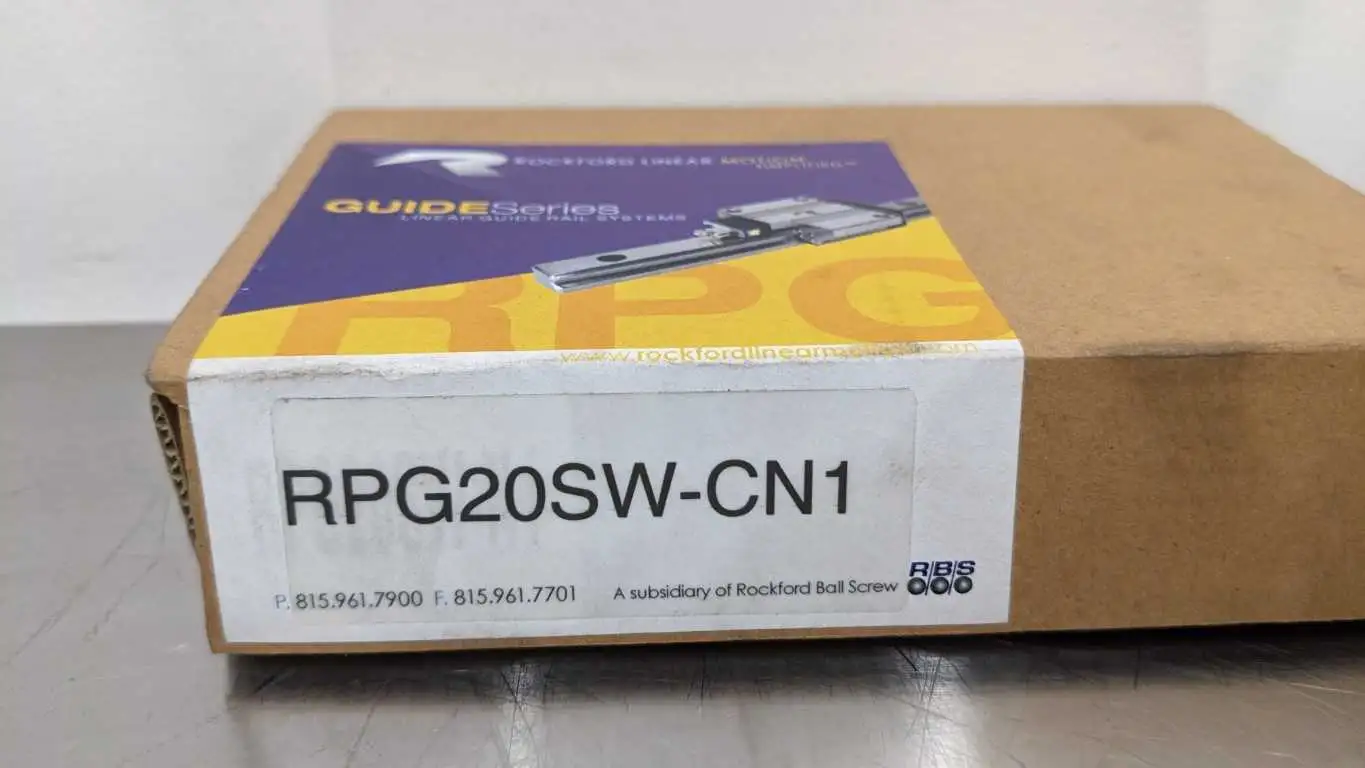 ROCKFORD LINEAR MOTION
SIMPLIFIED™
GUIDESeries
LINEAR GUIDE RAIL SYSTEMS
RPG
RPG20SW-CN1
P. 815.961.7900 F. 815.961.7701
A subsidiary of Rockford Ball Screw
R/B/S